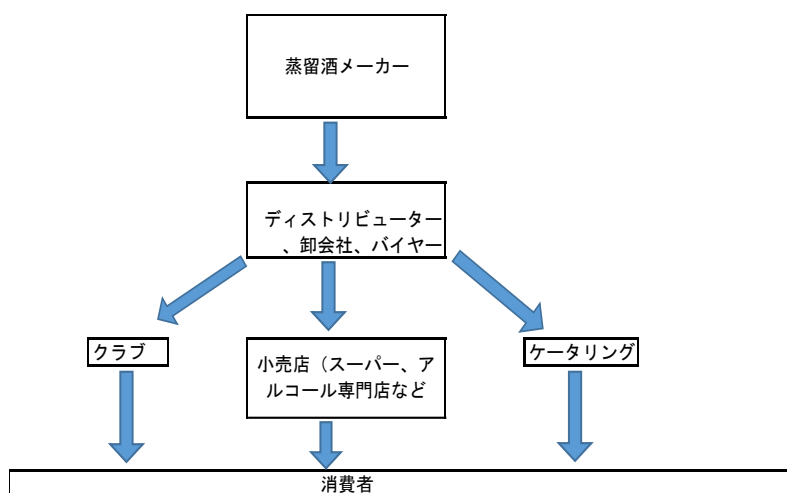 蒸留酒メーカー
ディストリビューター
、卸会社、バイヤー
クラブ
小売店（スーパー、ア
ルコール専門店など
ケータリング
消費者